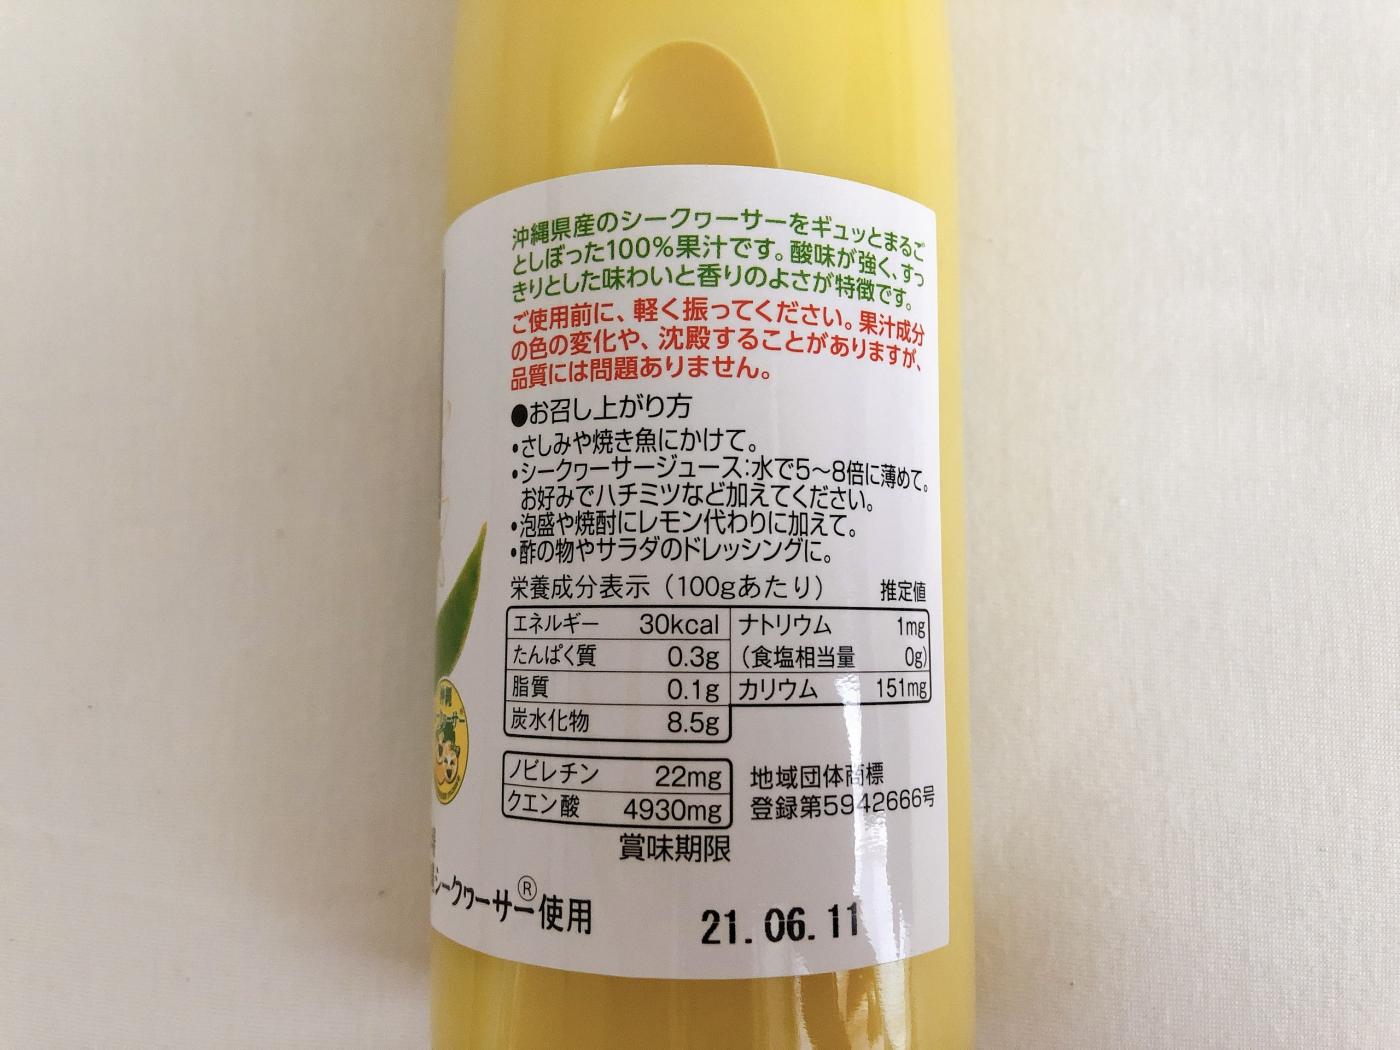 沖縄県産のシークヮーサーをギュッとまるご
としぼった100%果汁です。酸味が強く、すっ
きりとした味わいと香りのよさが特徴です。
ご使用前に、軽く振ってください。果汁成分
の色の変化や、沈殿することがありますが、
品質には問題ありません。
●お召し上がり方
・さしみや焼き魚にかけて。
・シークヮーサージュース:水で5〜8倍に薄めて。
お好みでハチミツなど加えてください。
・泡盛や焼酎にレモン代わりに加えて。
・酢の物やサラダのドレッシングに。
栄養成分表示（100gあたり） 推定値
エネルギー 30kcal ナトリウム 1mg
たんぱく質 0.3g (食塩相当量 0g)
脂質 0.1g カリウム 151mg
炭水化物 8.5g
ノビレチン 22mg 地域団体商標
クエン酸 4930mg 登録第5942666号
賞味期限
シークヮーサー®使用
21.06.11